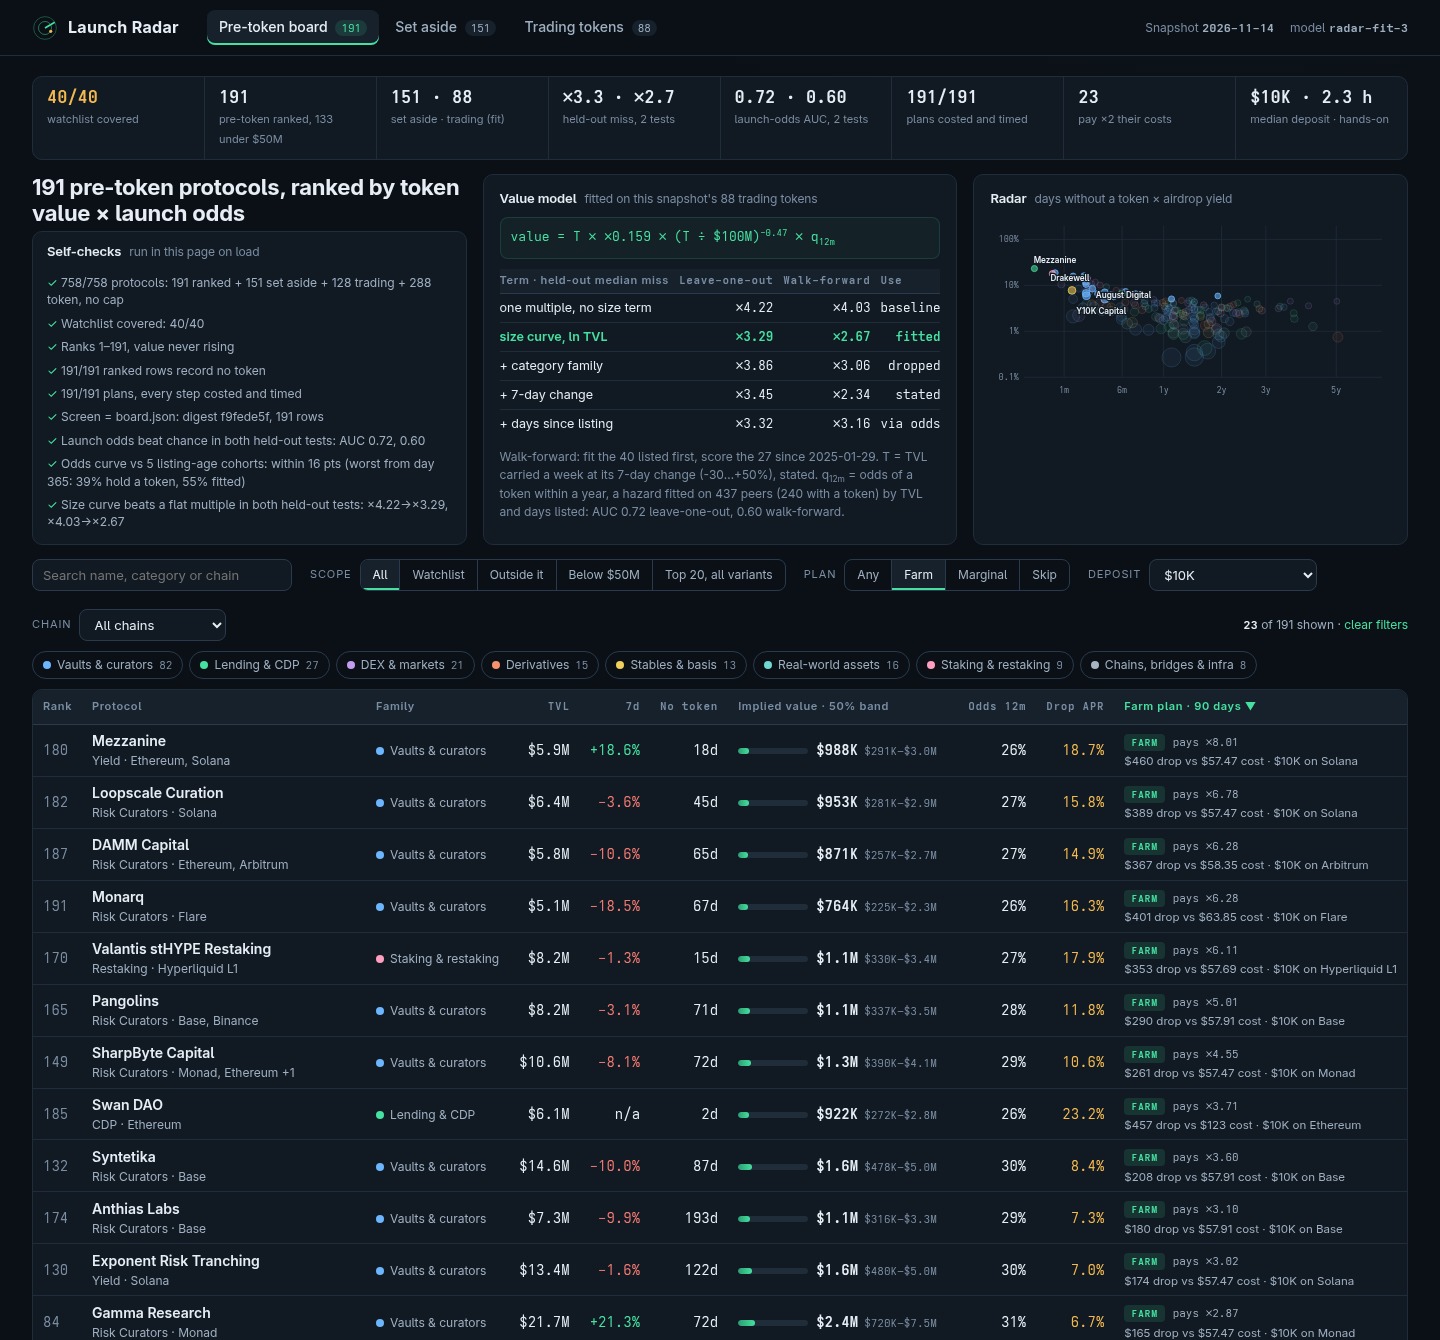 Launch Radar
Pre-token board 191
Set aside 151
Trading tokens 88
Snapshot 2026-11-14 model radar-fit-3
40/40
watchlist covered
191
pre-token ranked, 133
under $50M
151 · 88
set aside · trading (fit)
×3.3 · ×2.7
held-out miss, 2 tests
0.72 · 0.60
launch-odds AUC, 2 tests
191/191
plans costed and timed
23
pay ×2 their costs
$10K · 2.3 h
median deposit · hands-on
191 pre-token protocols, ranked by token
value × launch odds
Self-checks run in this page on load
✓ 758/758 protocols: 191 ranked + 151 set aside + 128 trading + 288
token, no cap
✓ Watchlist covered: 40/40
✓ Ranks 1–191, value never rising
✓ 191/191 ranked rows record no token
✓ 191/191 plans, every step costed and timed
✓ Screen = board.json: digest f9fede5f, 191 rows
✓ Launch odds beat chance in both held-out tests: AUC 0.72, 0.60
✓ Odds curve vs 5 listing-age cohorts: within 16 pts (worst from day
365: 39% hold a token, 55% fitted)
✓ Size curve beats a flat multiple in both held-out tests: ×4.22→×3.29,
×4.03→×2.67
Value model fitted on this snapshot's 88 trading tokens
value = T × ×0.159 × (T ÷ $100M)−0.47 × q12m
Term · held-out median miss Leave-one-out Walk-forward Use
one multiple, no size term ×4.22 ×4.03 baseline
size curve, ln TVL ×3.29 ×2.67 fitted
+ category family ×3.86 ×3.06 dropped
+ 7-day change ×3.45 ×2.34 stated
+ days since listing ×3.32 ×3.16 via odds
Walk-forward: fit the 40 listed first, score the 27 since 2025-01-29. T = TVL
carried a week at its 7-day change (-30…+50%), stated. q12m = odds of a
token within a year, a hazard fitted on 437 peers (240 with a token) by TVL
and days listed: AUC 0.72 leave-one-out, 0.60 walk-forward.
Radar days without a token × airdrop yield
100%
10%
1%
0.1%
Mezzanine
Drakewell
August Digital
Y10K Capital
1m 6m 1y 2y 3y 5y
Search name, category or chain
SCOPE All Watchlist Outside it Below $50M Top 20, all variants
PLAN Any Farm Marginal Skip
DEPOSIT $10K
CHAIN All chains
23 of 191 shown · clear filters
Vaults & curators 82
Lending & CDP 27
DEX & markets 21
Derivatives 15
Stables & basis 13
Real-world assets 16
Staking & restaking 9
Chains, bridges & infra 8
Rank Protocol Family TVL 7d No token Implied value · 50% band Odds 12m Drop APR Farm plan · 90 days ▼
180 Mezzanine Vaults & curators $5.9M +18.6% 18d $988K $291K–$3.0M 26% 18.7% FARM pays ×8.01
Yield · Ethereum, Solana $460 drop vs $57.47 cost · $10K on Solana
182 Loopscale Curation Vaults & curators $6.4M −3.6% 45d $953K $281K–$2.9M 27% 15.8% FARM pays ×6.78
Risk Curators · Solana $389 drop vs $57.47 cost · $10K on Solana
187 DAMM Capital Vaults & curators $5.8M −10.6% 65d $871K $257K–$2.7M 27% 14.9% FARM pays ×6.28
Risk Curators · Ethereum, Arbitrum $367 drop vs $58.35 cost · $10K on Arbitrum
191 Monarq Vaults & curators $5.1M −18.5% 67d $764K $225K–$2.3M 26% 16.3% FARM pays ×6.28
Risk Curators · Flare $401 drop vs $63.85 cost · $10K on Flare
170 Valantis stHYPE Restaking Staking & restaking $8.2M −1.3% 15d $1.1M $330K–$3.4M 27% 17.9% FARM pays ×6.11
Restaking · Hyperliquid L1 $353 drop vs $57.69 cost · $10K on Hyperliquid L1
165 Pangolins Vaults & curators $8.2M −3.1% 71d $1.1M $337K–$3.5M 28% 11.8% FARM pays ×5.01
Risk Curators · Base, Binance $290 drop vs $57.91 cost · $10K on Base
149 SharpByte Capital Vaults & curators $10.6M −8.1% 72d $1.3M $390K–$4.1M 29% 10.6% FARM pays ×4.55
Risk Curators · Monad, Ethereum +1 $261 drop vs $57.47 cost · $10K on Monad
185 Swan DAO Lending & CDP $6.1M n/a 2d $922K $272K–$2.8M 26% 23.2% FARM pays ×3.71
CDP · Ethereum $457 drop vs $123 cost · $10K on Ethereum
132 Syntetika Vaults & curators $14.6M −10.0% 87d $1.6M $478K–$5.0M 30% 8.4% FARM pays ×3.60
Risk Curators · Base $208 drop vs $57.91 cost · $10K on Base
174 Anthias Labs Vaults & curators $7.3M −9.9% 193d $1.1M $316K–$3.3M 29% 7.3% FARM pays ×3.10
Risk Curators · Base $180 drop vs $57.91 cost · $10K on Base
130 Exponent Risk Tranching Vaults & curators $13.4M −1.6% 122d $1.6M $480K–$5.0M 30% 7.0% FARM pays ×3.02
Yield · Solana $174 drop vs $57.47 cost · $10K on Solana
84 Gamma Research Vaults & curators $21.7M +21.3% 71d $2.4M $720K–$7.5M 31% 6.7% FARM pays ×2.87
Risk Curators · Monad $165 drop vs $57.47 cost · $10K on Monad